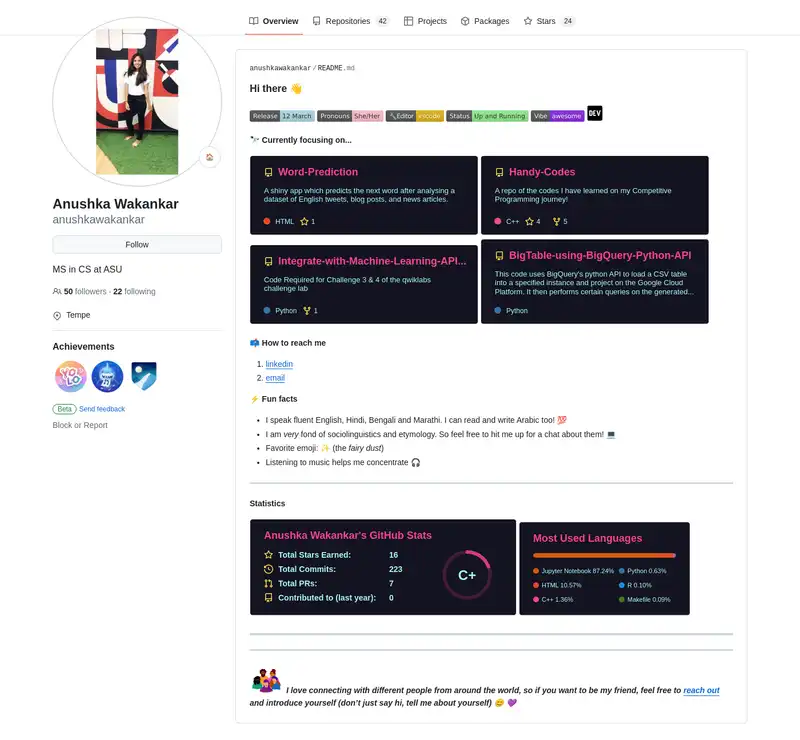 Overview Repositories 42 Projects Packages Stars 24
Anushka Wakankar
anushkawakankar
Follow
MS in CS at ASU
50 followers · 22 following
Tempe
Achievements
YOLO
Beta Send feedback
Block or Report
anushkawakankar / README.md
Hi there 👋
Release 12 March Pronouns She/Her 🔧Editor vscode Status Up and Running Vibe awesome DEV
🔭 Currently focusing on...
Word-Prediction
A shiny app which predicts the next word after analysing a
dataset of English tweets, blog posts, and news articles.
HTML 1
Handy-Codes
A repo of the codes I have learned on my Competitive
Programming journey!
C++ 4 5
Integrate-with-Machine-Learning-API...
Code Required for Challenge 3 & 4 of the qwiklabs
challenge lab
Python 1
BigTable-using-BigQuery-Python-API
This code uses BigQuery's python API to load a CSV table
into a specified instance and project on the Google Cloud
Platform. It then performs certain queries on the generated...
Python
📫 How to reach me
1. linkedin
2. email
⚡ Fun facts
• I speak fluent English, Hindi, Bengali and Marathi. I can read and write Arabic too! 💯
• I am very fond of sociolinguistics and etymology. So feel free to hit me up for a chat about them! 💻
• Favorite emoji: ✨ (the fairy dust)
• Listening to music helps me concentrate 🎧
Statistics
Anushka Wakankar's GitHub Stats
Total Stars Earned: 16
Total Commits: 223
Total PRs: 7
Contributed to (last year): 0
C+
Most Used Languages
Jupyter Notebook 87.24% Python 0.63%
HTML 10.57% R 0.10%
C++ 1.36% Makefile 0.09%
I love connecting with different people from around the world, so if you want to be my friend, feel free to reach out
and introduce yourself (don't just say hi, tell me about yourself) 😊 💜